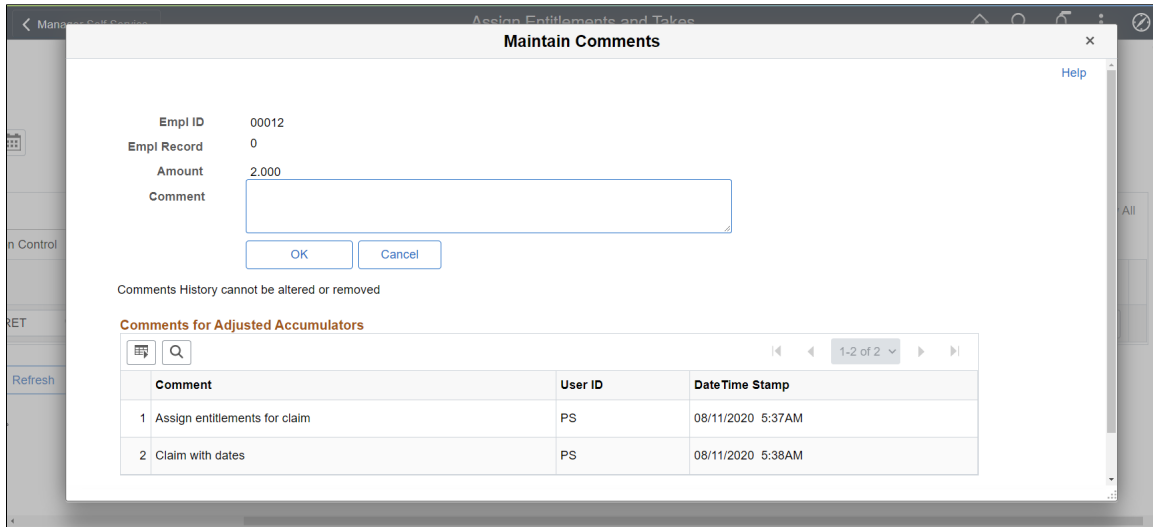 Manager Self Service
Assign Entitlements and Takes
Maintain Comments
×
Help
Empl ID 00012
Empl Record 0
Amount 2.000
Comment
All
n Control
OK Cancel
Comments History cannot be altered or removed
RET
Comments for Adjusted Accumulators
1-2 of 2
Refresh
Comment User ID DateTime Stamp
1 Assign entitlements for claim PS 08/11/2020 5:37AM
2 Claim with dates PS 08/11/2020 5:38AM